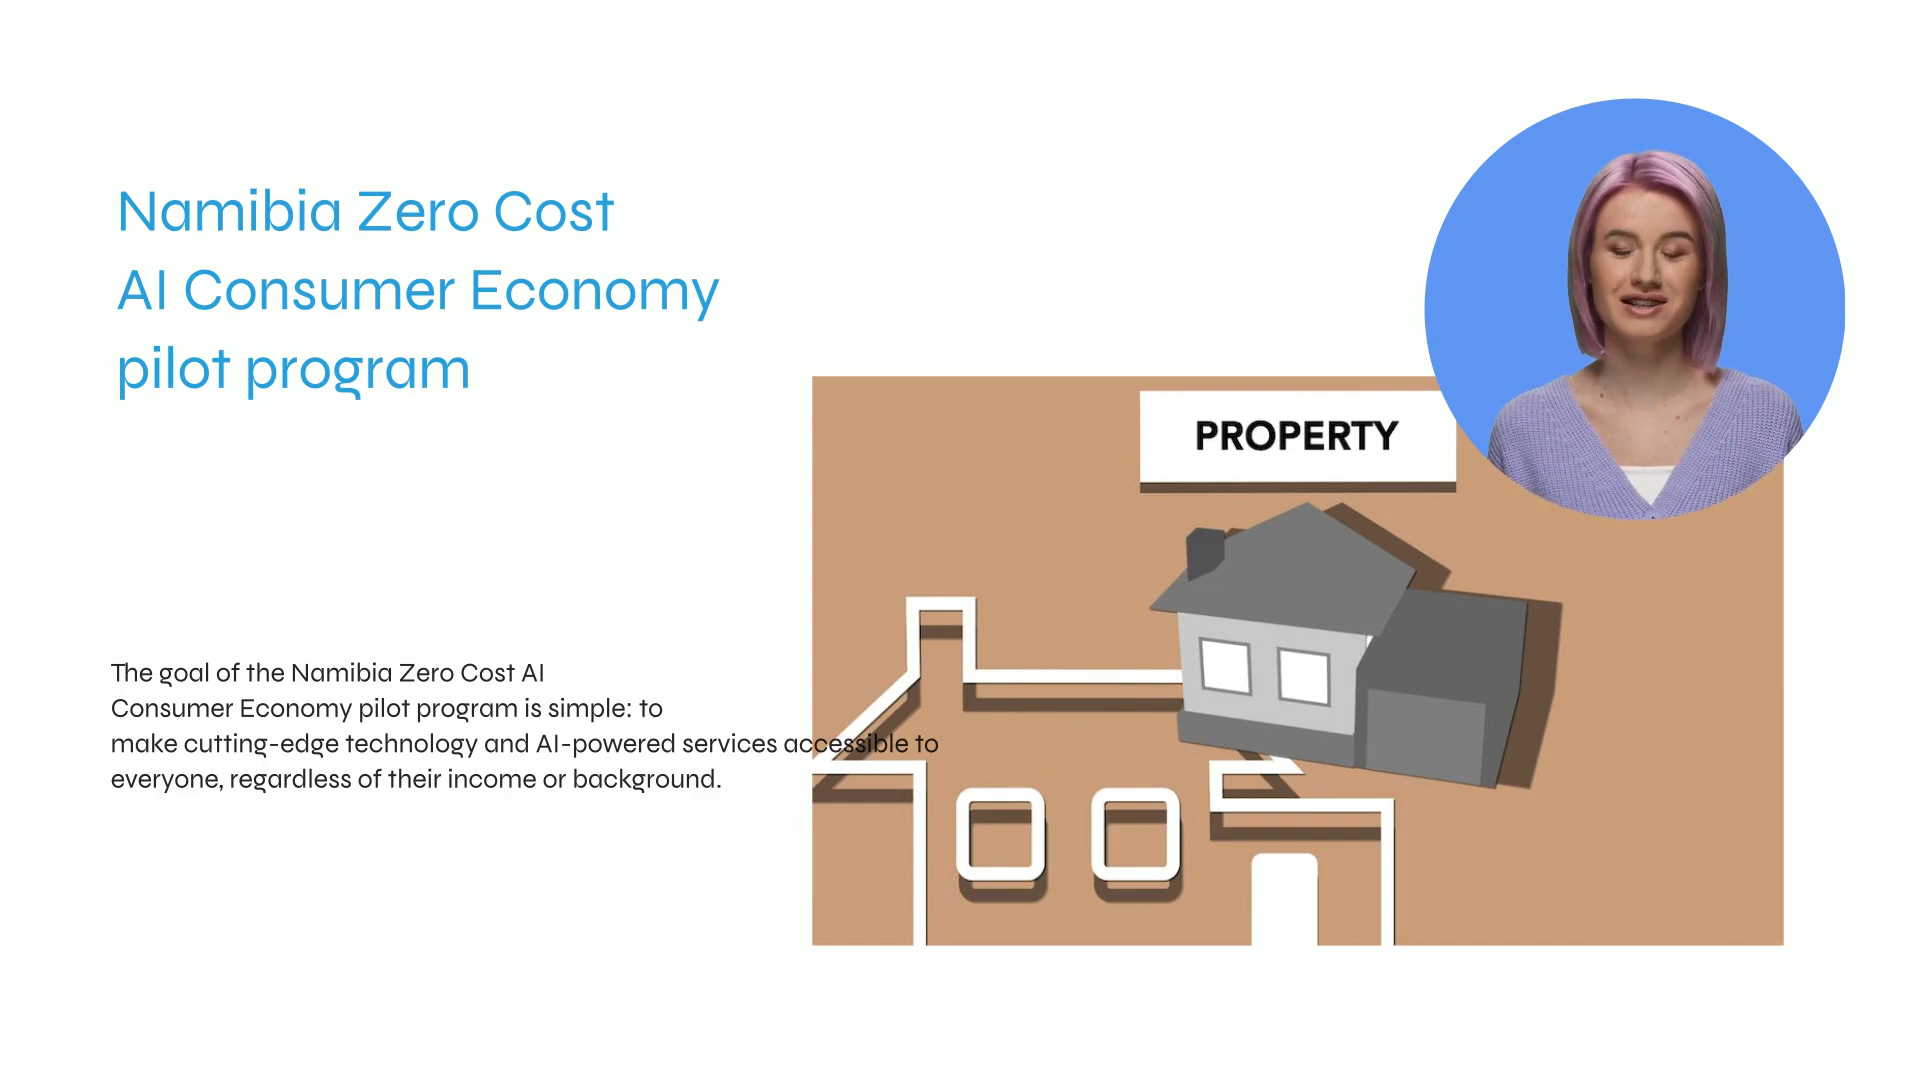 Namibia Zero Cost
AI Consumer Economy
pilot program
PROPERTY
The goal of the Namibia Zero Cost AI
Consumer Economy pilot program is simple: to
make cutting-edge technology and AI-powered services accessible to
everyone, regardless of their income or background.